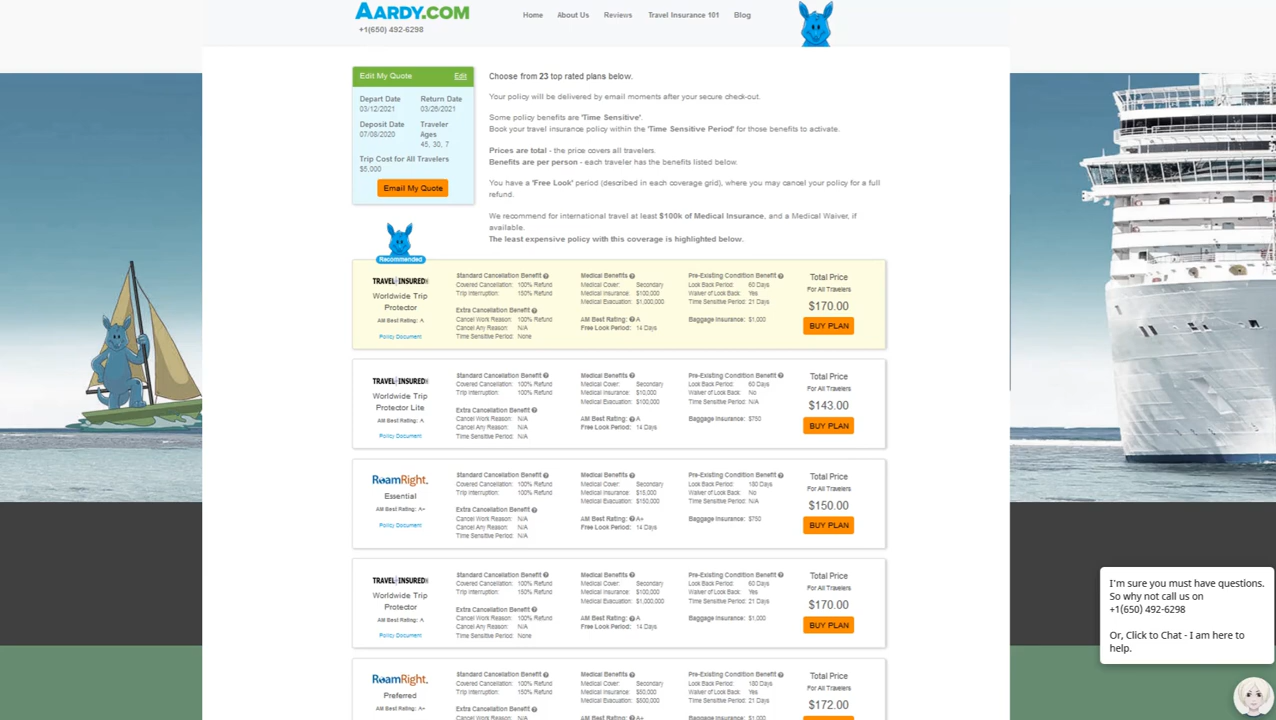 AARDY.COM
+1(650) 492-6298
Home About Us Reviews Travel Insurance 101 Blog
Edit My Quote Edit
Depart Date Return Date
03/12/2021 03/26/2021
Deposit Date Traveler
07/08/2020 Ages
45, 30, 7
Trip Cost for All Travelers
$5,000
Email My Quote
Choose from 23 top rated plans below.
Your policy will be delivered by email moments after your secure check-out.
Some policy benefits are 'Time Sensitive'.
Book your travel insurance policy within the 'Time Sensitive Period' for those benefits to activate.
Prices are total - the price covers all travelers.
Benefits are per person - each traveler has the benefits listed below.
You have a 'Free Look' period (described in each coverage grid), where you may cancel your policy for a full
refund.
We recommend for international travel at least $100k of Medical Insurance, and a Medical Waiver, if
available.
The least expensive policy with this coverage is highlighted below.
Recommended
TRAVEL INSURED
Worldwide Trip
Protector
AM Best Rating: A
Policy Document
Standard Cancellation Benefit
Covered Cancellation: 100% Refund
Trip Interruption: 150% Refund
Extra Cancellation Benefit
Cancel Work Reason: 100% Refund
Cancel Any Reason: N/A
Time Sensitive Period: None
Medical Benefits
Medical Cover: Secondary
Medical Insurance: $100,000
Medical Evacuation: $1,000,000
AM Best Rating: A
Free Look Period: 14 Days
Pre-Existing Condition Benefit
Look Back Period: 60 Days
Waiver of Look Back: Yes
Time Sensitive Period: 21 Days
Baggage Insurance: $1,000
Total Price
For All Travelers
$170.00
BUY PLAN
TRAVEL INSURED
Worldwide Trip
Protector Lite
AM Best Rating: A
Policy Document
Standard Cancellation Benefit
Covered Cancellation: 100% Refund
Trip Interruption: 100% Refund
Extra Cancellation Benefit
Cancel Work Reason: N/A
Cancel Any Reason: N/A
Time Sensitive Period: N/A
Medical Benefits
Medical Cover: Secondary
Medical Insurance: $10,000
Medical Evacuation: $100,000
AM Best Rating: A
Free Look Period: 14 Days
Pre-Existing Condition Benefit
Look Back Period: 60 Days
Waiver of Look Back: No
Time Sensitive Period: N/A
Baggage Insurance: $750
Total Price
For All Travelers
$143.00
BUY PLAN
RoamRight.
Essential
AM Best Rating: A+
Policy Document
Standard Cancellation Benefit
Covered Cancellation: 100% Refund
Trip Interruption: 100% Refund
Extra Cancellation Benefit
Cancel Work Reason: N/A
Cancel Any Reason: N/A
Time Sensitive Period: N/A
Medical Benefits
Medical Cover: Secondary
Medical Insurance: $15,000
Medical Evacuation: $150,000
AM Best Rating: A+
Free Look Period: 14 Days
Pre-Existing Condition Benefit
Look Back Period: 180 Days
Waiver of Look Back: No
Time Sensitive Period: N/A
Baggage Insurance: $750
Total Price
For All Travelers
$150.00
BUY PLAN
TRAVEL INSURED
Worldwide Trip
Protector
AM Best Rating: A
Policy Document
Standard Cancellation Benefit
Covered Cancellation: 100% Refund
Trip Interruption: 150% Refund
Extra Cancellation Benefit
Cancel Work Reason: 100% Refund
Cancel Any Reason: N/A
Time Sensitive Period: None
Medical Benefits
Medical Cover: Secondary
Medical Insurance: $100,000
Medical Evacuation: $1,000,000
AM Best Rating: A
Free Look Period: 14 Days
Pre-Existing Condition Benefit
Look Back Period: 60 Days
Waiver of Look Back: Yes
Time Sensitive Period: 21 Days
Baggage Insurance: $1,000
Total Price
For All Travelers
$170.00
BUY PLAN
RoamRight.
Preferred
AM Best Rating: A+
Standard Cancellation Benefit
Covered Cancellation: 100% Refund
Trip Interruption: 150% Refund
Extra Cancellation Benefit
Cancel Work Reason: N/A
Medical Benefits
Medical Cover: Secondary
Medical Insurance: $50,000
Medical Evacuation: $500,000
AM Best Rating: A+
Pre-Existing Condition Benefit
Look Back Period: 180 Days
Waiver of Look Back: Yes
Time Sensitive Period: 21 Days
Baggage Insurance: $1,000
Total Price
For All Travelers
$172.00
I'm sure you must have questions.
So why not call us on
+1(650) 492-6298
Or, Click to Chat - I am here to
help.